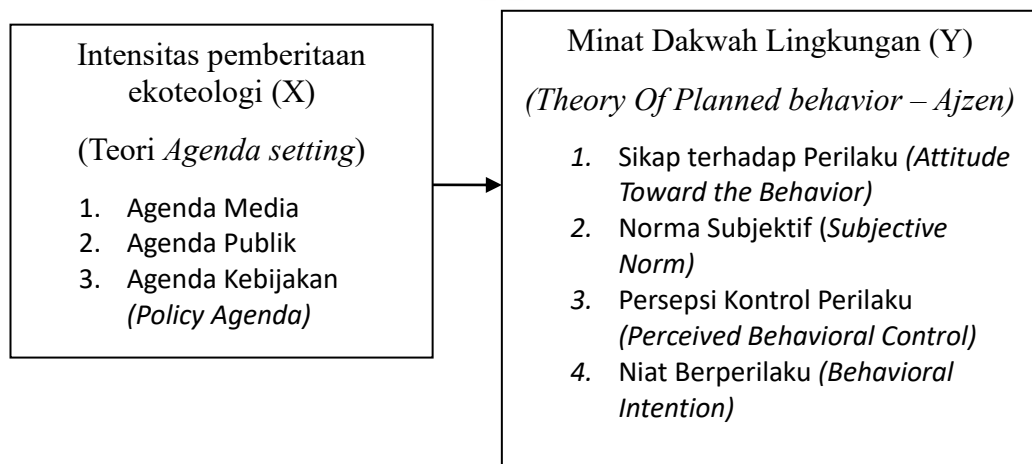 Intensitas pemberitaan
ekoteologi (X)
(Teori Agenda setting)
1. Agenda Media
2. Agenda Publik
3. Agenda Kebijakan
(Policy Agenda)
Minat Dakwah Lingkungan (Y)
(Theory Of Planned behavior – Ajzen)
1. Sikap terhadap Perilaku (Attitude
Toward the Behavior)
2. Norma Subjektif (Subjective
Norm)
3. Persepsi Kontrol Perilaku
(Perceived Behavioral Control)
4. Niat Berperilaku (Behavioral
Intention)